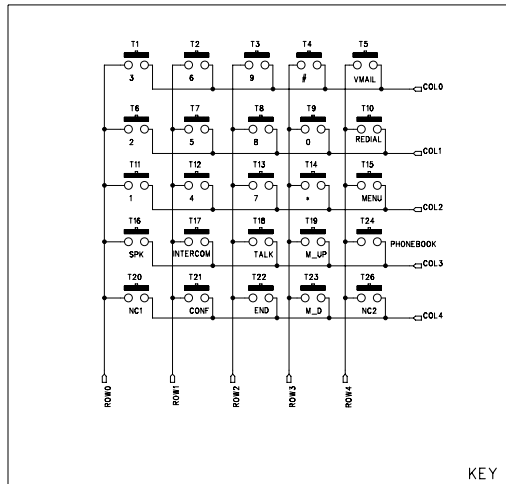 T1 T2 T3 T4 T5
3 6 9 # VMAIL
COL0
T6 T7 T8 T9 T10
2 5 8 0 REDIAL
COL1
T11 T12 T13 T14 T15
1 4 7 * MENU
COL2
T16 T17 T18 T19 T24
SPK INTERCOM TALK M_UP PHONEBOOK
COL3
T20 T21 T22 T23 T26
NC1 CONF END M_D NC2
COL4
ROW0 ROW1 ROW2 ROW3 ROW4
KEY